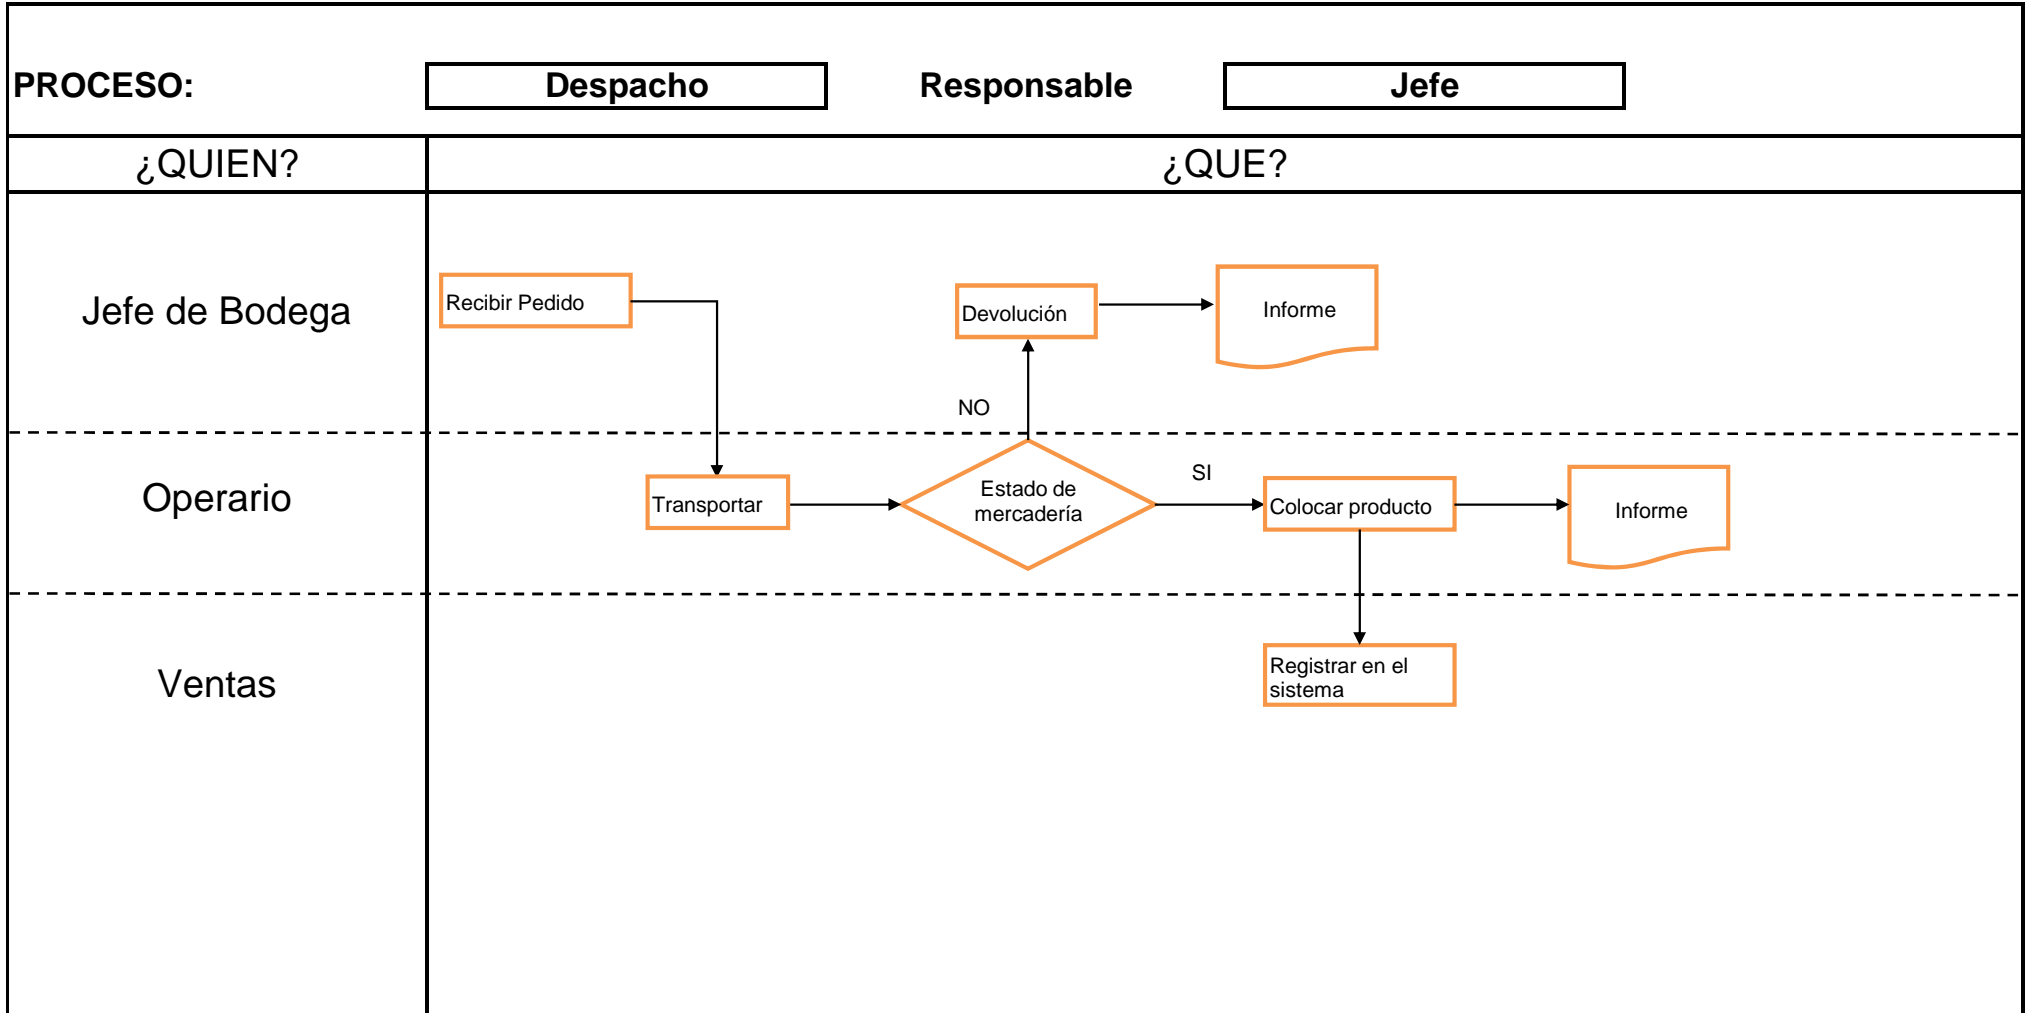 PROCESO: Despacho Responsable Jefe
¿QUIEN? ¿QUE?
Jefe de Bodega
Recibir Pedido
Devolución
Informe
NO
Operario
Transportar
Estado de
mercadería
SI
Colocar producto
Informe
Ventas
Registrar en el
sistema